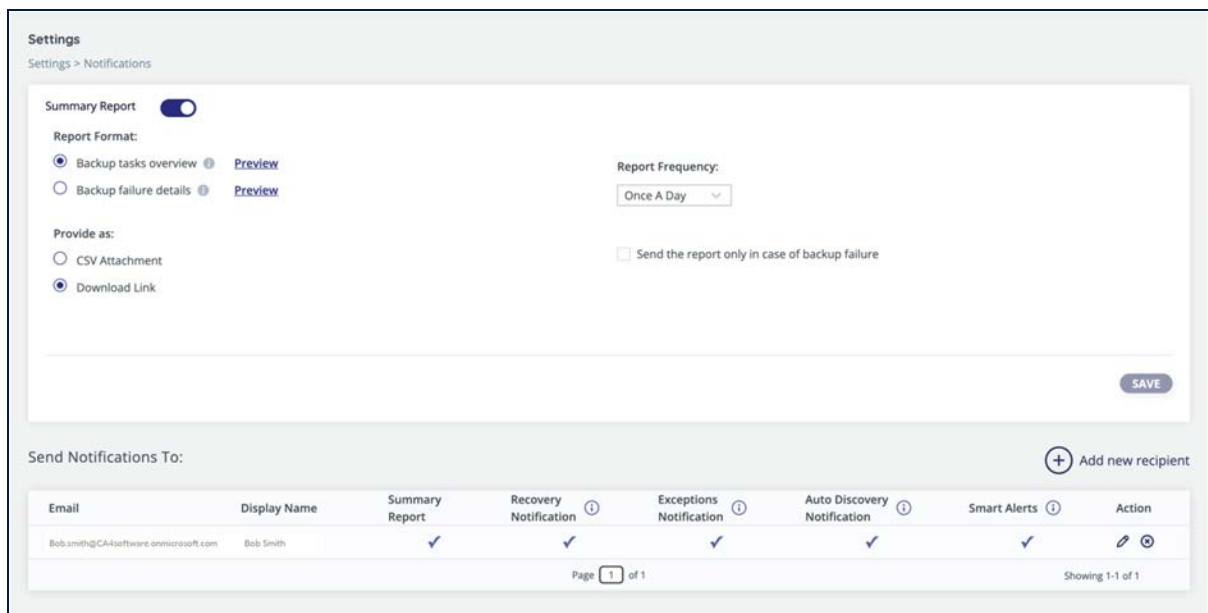 Settings
Settings > Notifications
Summary Report
Report Format:
Backup tasks overview Preview
Backup failure details Preview
Report Frequency:
Once A Day
Provide as:
CSV Attachment
Download Link
Send the report only in case of backup failure
SAVE
Send Notifications To:
Add new recipient
Email Display Name Summary Report Recovery Notification Exceptions Notification Auto Discovery Notification Smart Alerts Action
Bob.smith@CA4software.onmicrosoft.com Bob Smith
Page 1 of 1
Showing 1-1 of 1